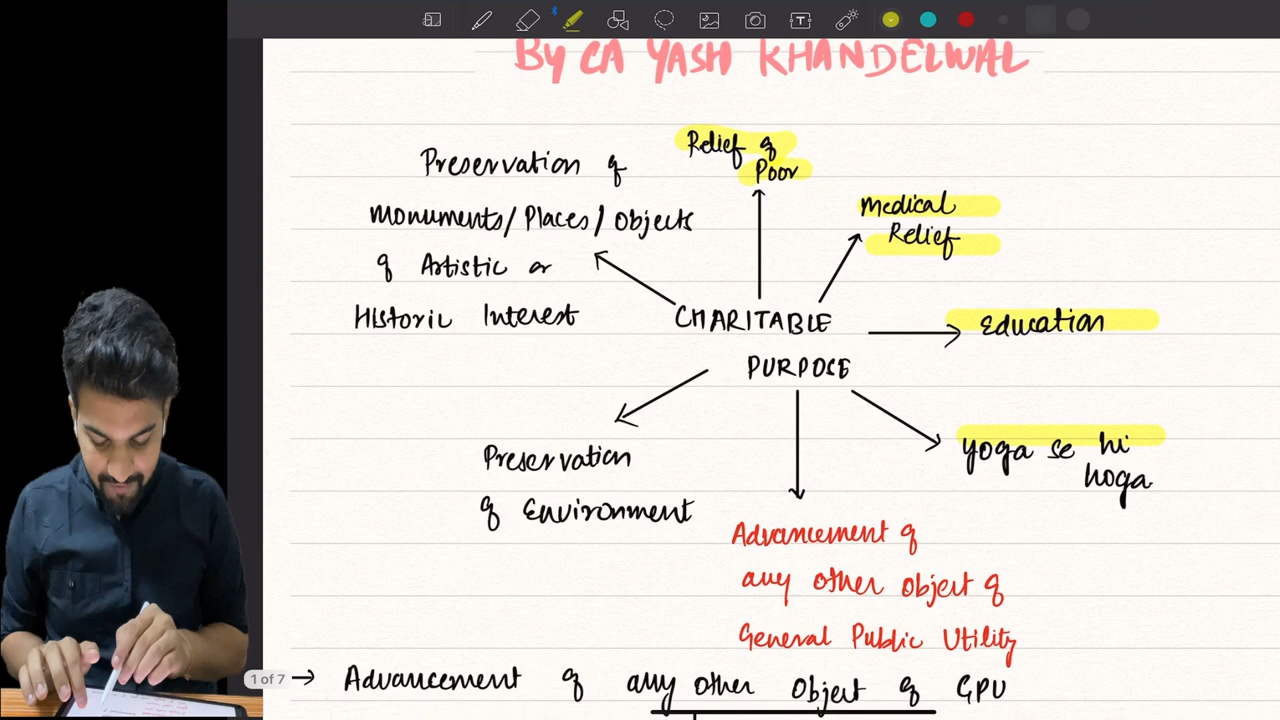 By CA YASH KHANDELWAL
Preservation of
Monuments/Places/Objects
of Artistic or
Historic Interest
Relief of
Poor
Medical
Relief
Education
CHARITABLE
PURPOSE
yoga se hi
hoga
Preservation
of Environment
Advancement of
any other object of
General Public Utility
1 of 7
→ Advancement of any other Object of GPU